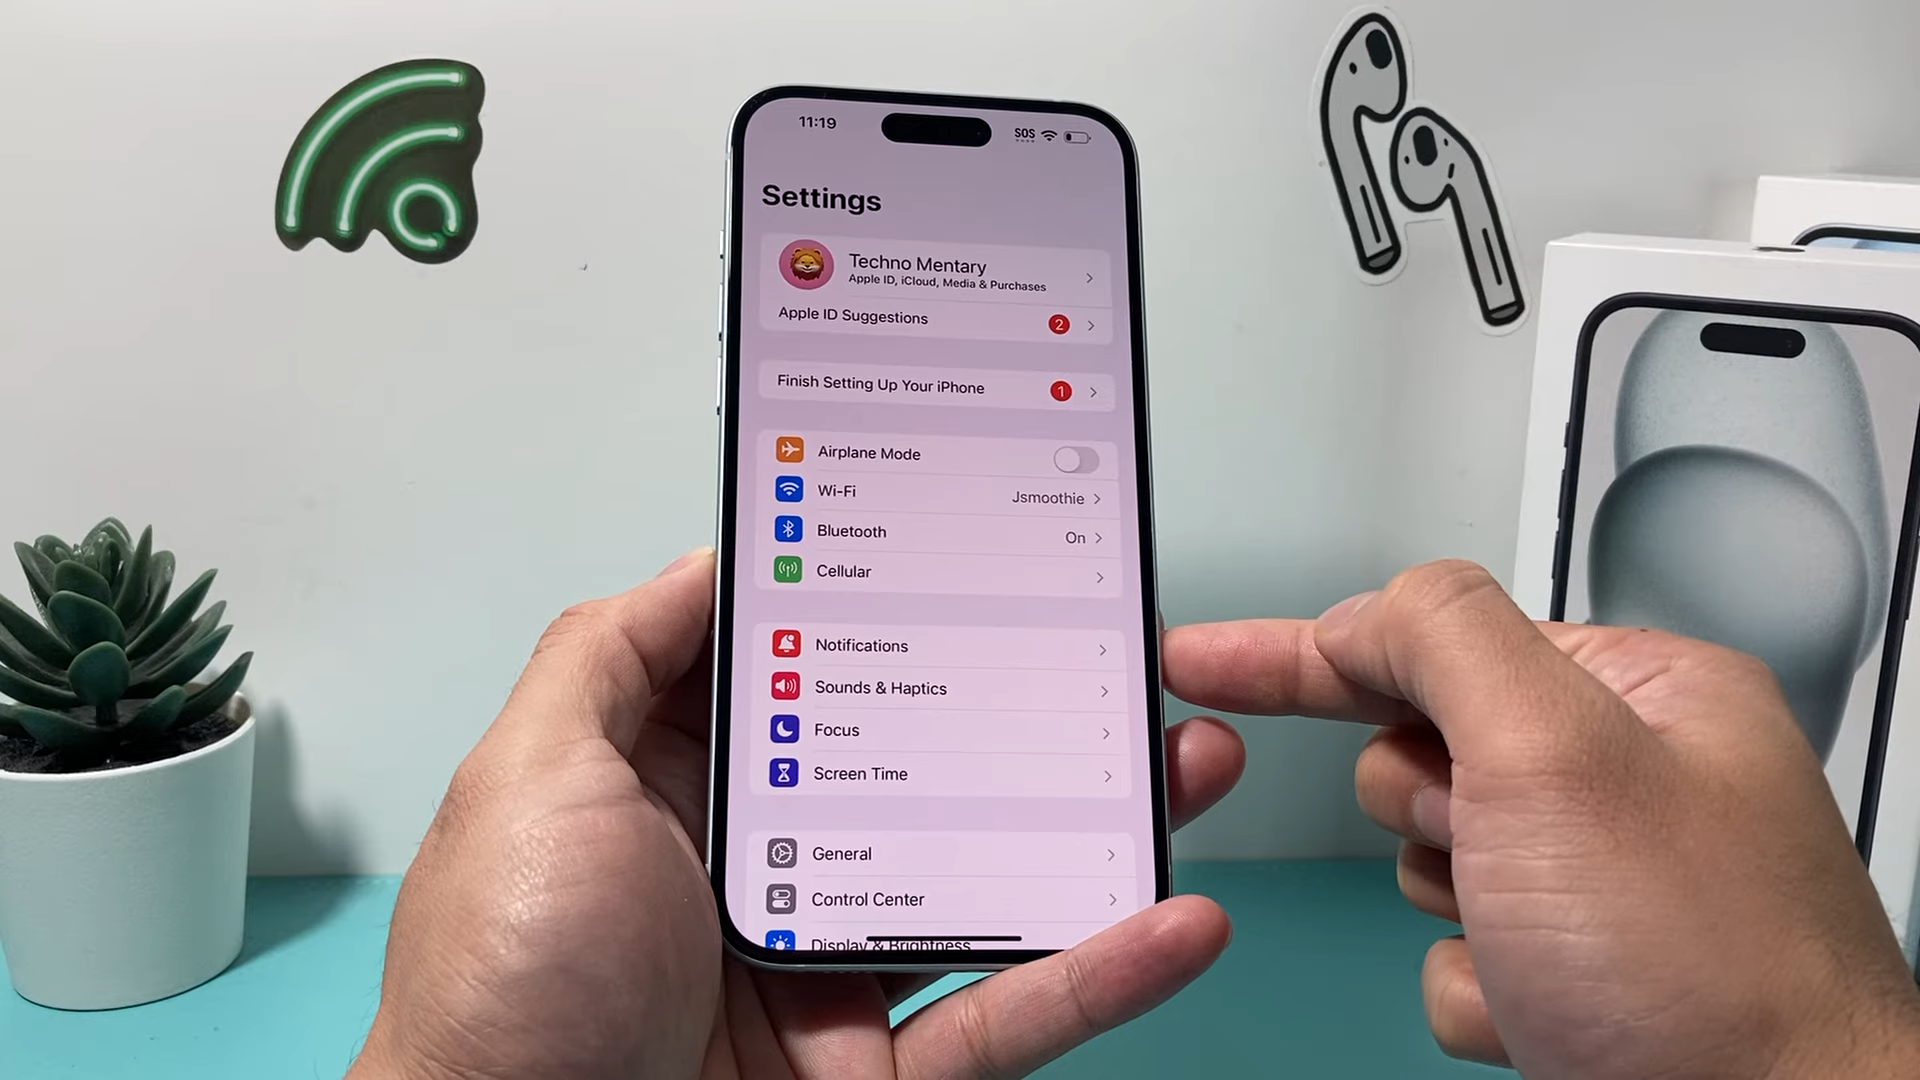 11:19
SOS
Settings
Techno Mentary
Apple ID, iCloud, Media & Purchases
Apple ID Suggestions 2
Finish Setting Up Your iPhone 1
Airplane Mode
Wi-Fi Jsmoothie
Bluetooth On
Cellular
Notifications
Sounds & Haptics
Focus
Screen Time
General
Control Center
Display & Brightness